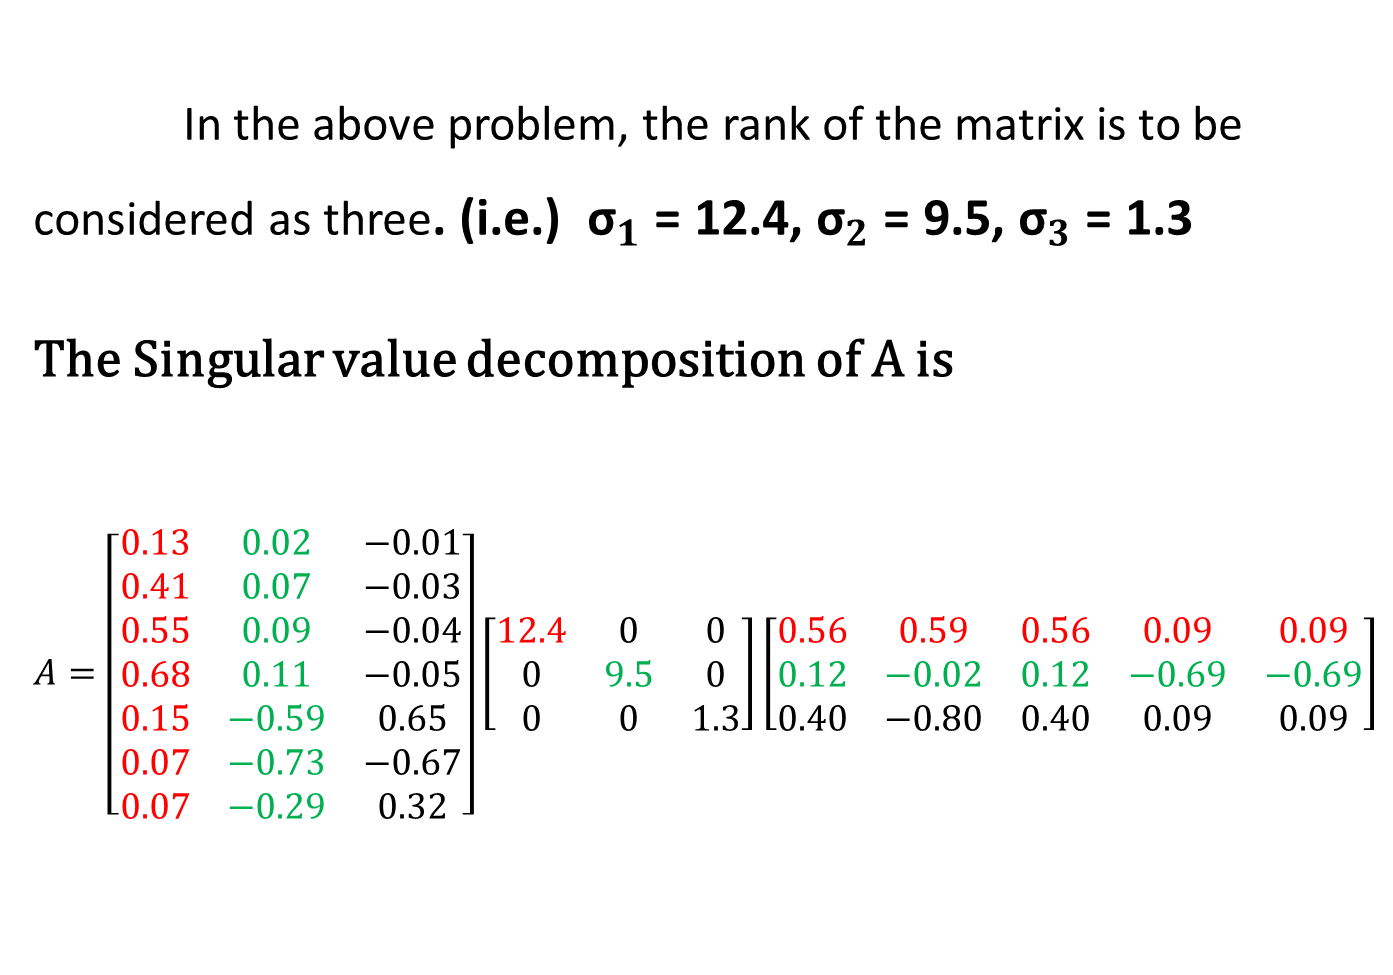 In the above problem, the rank of the matrix is to be
considered as three. (i.e.) σ₁ = 12.4, σ₂ = 9.5, σ₃ = 1.3
The Singular value decomposition of A is
0.13 0.02 −0.01
0.41 0.07 −0.03
0.55 0.09 −0.04 12.4 0 0 0.56 0.59 0.56 0.09 0.09
A = 0.68 0.11 −0.05 0 9.5 0 0.12 −0.02 0.12 −0.69 −0.69
0.15 −0.59 0.65 0 0 1.3 0.40 −0.80 0.40 0.09 0.09
0.07 −0.73 −0.67
0.07 −0.29 0.32